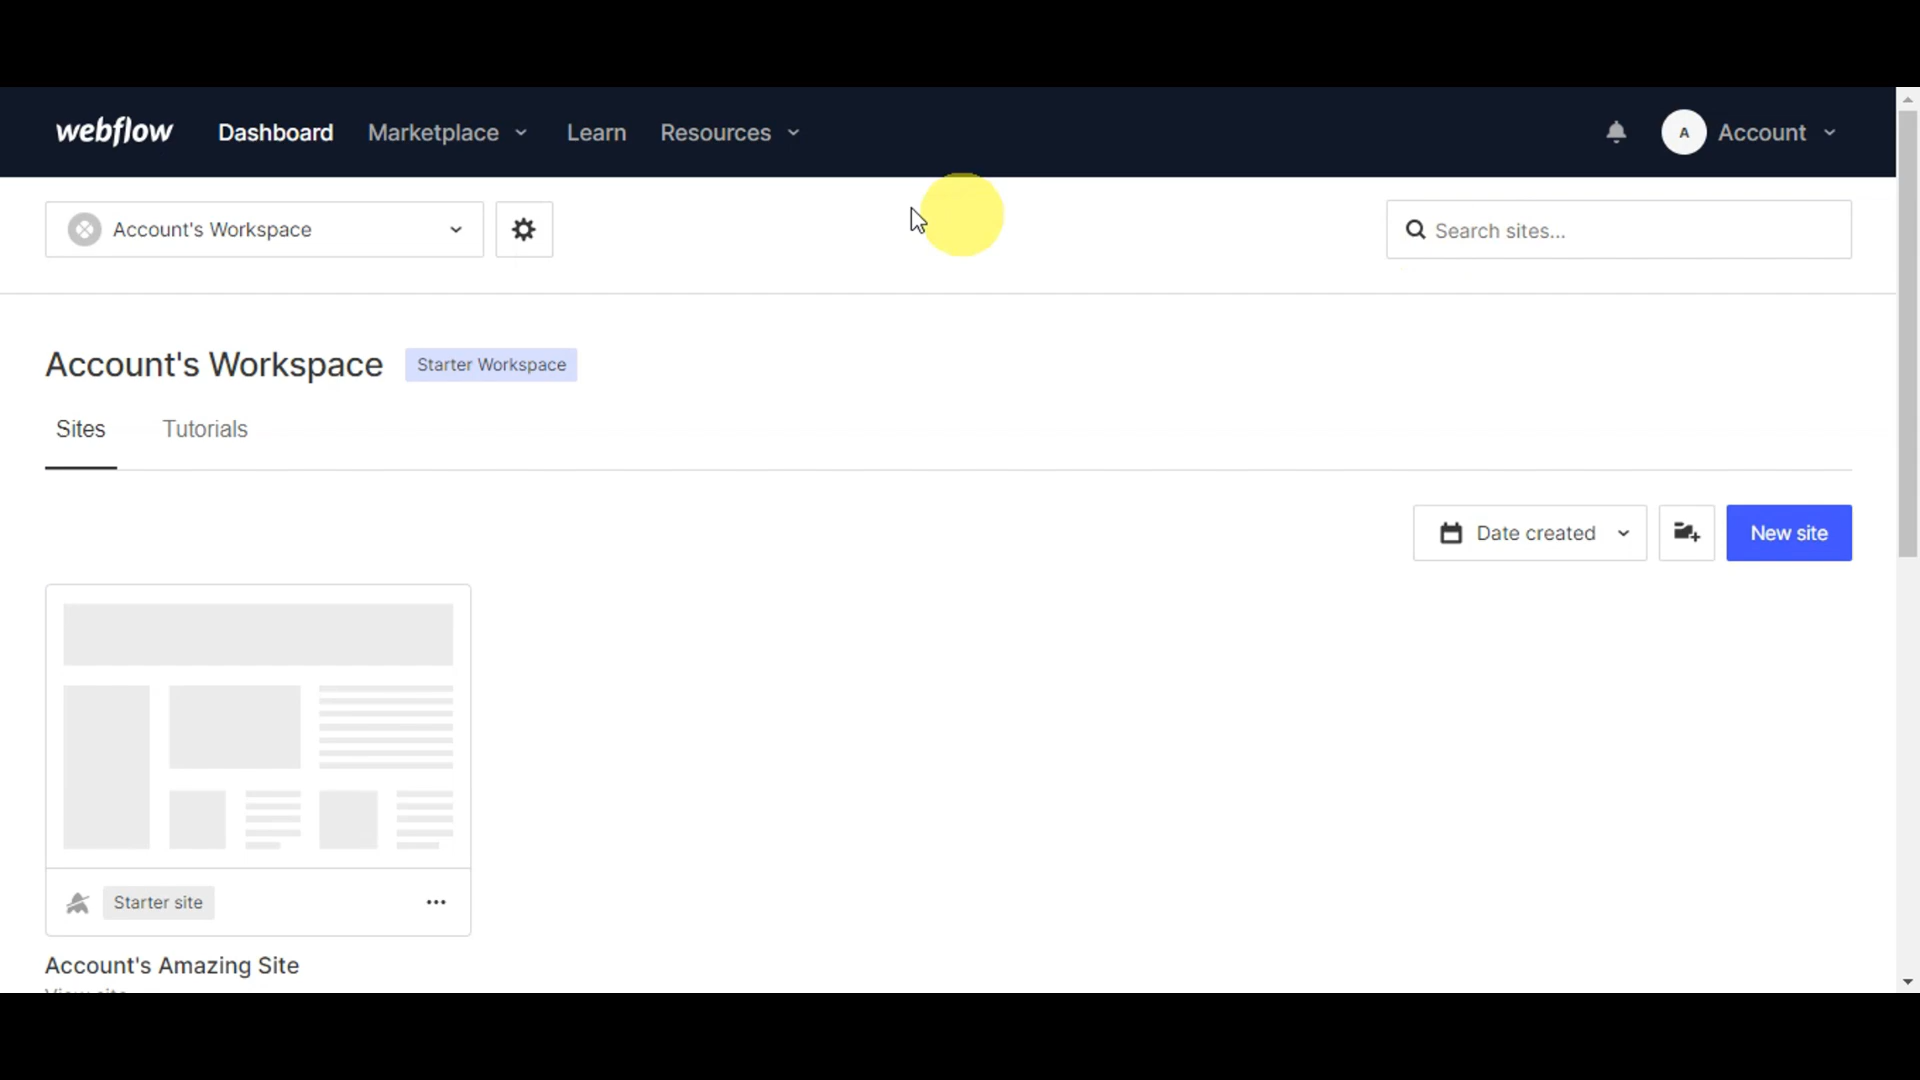 webflow Dashboard Marketplace Learn Resources A Account
Account's Workspace Search sites...
Account's Workspace Starter Workspace
Sites Tutorials
Date created New site
Starter site
Account's Amazing Site
View site